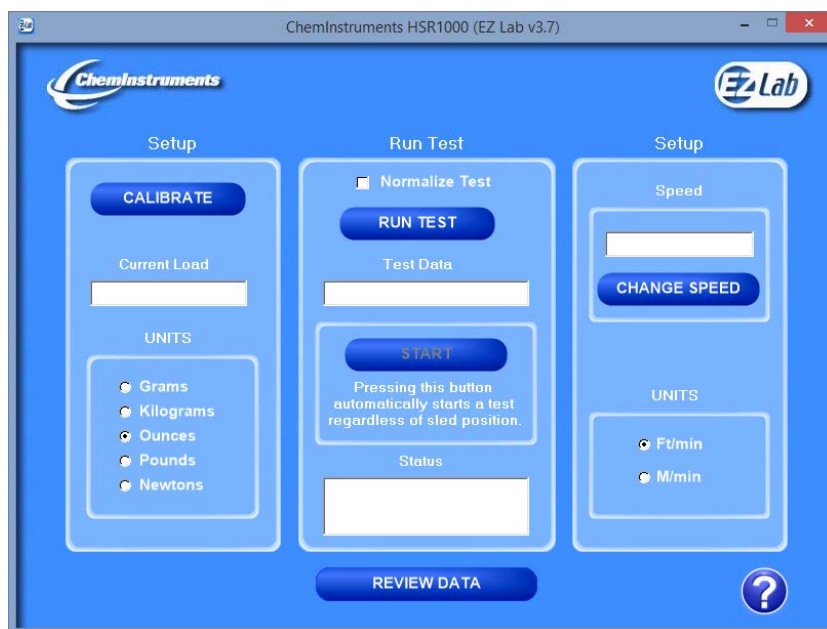 ChemInstruments HSR1000 (EZ Lab v3.7)
ChemInstruments
EZ Lab
Setup
CALIBRATE
Current Load
UNITS
Grams
Kilograms
Ounces
Pounds
Newtons
Run Test
Normalize Test
RUN TEST
Test Data
START
Pressing this button
automatically starts a test
regardless of sled position.
Status
REVIEW DATA
Setup
Speed
CHANGE SPEED
UNITS
Ft/min
M/min
?